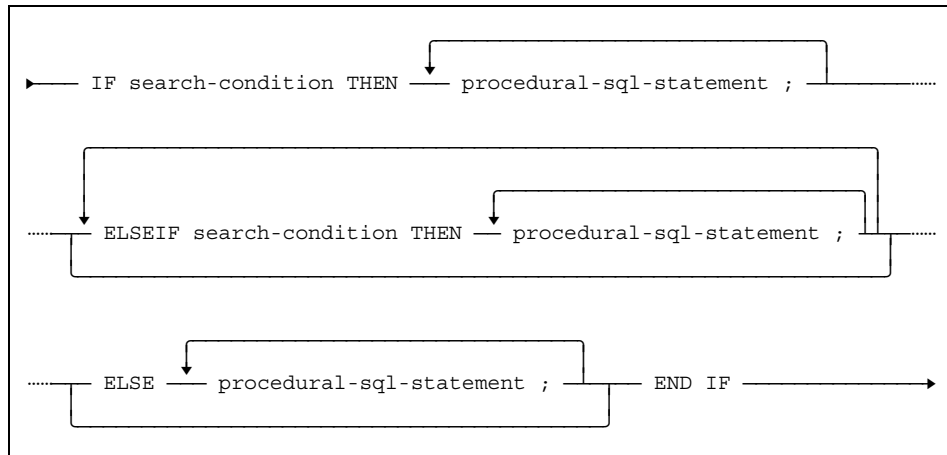 IF search-condition THEN procedural-sql-statement ;
ELSEIF search-condition THEN procedural-sql-statement ;
ELSE procedural-sql-statement ; END IF